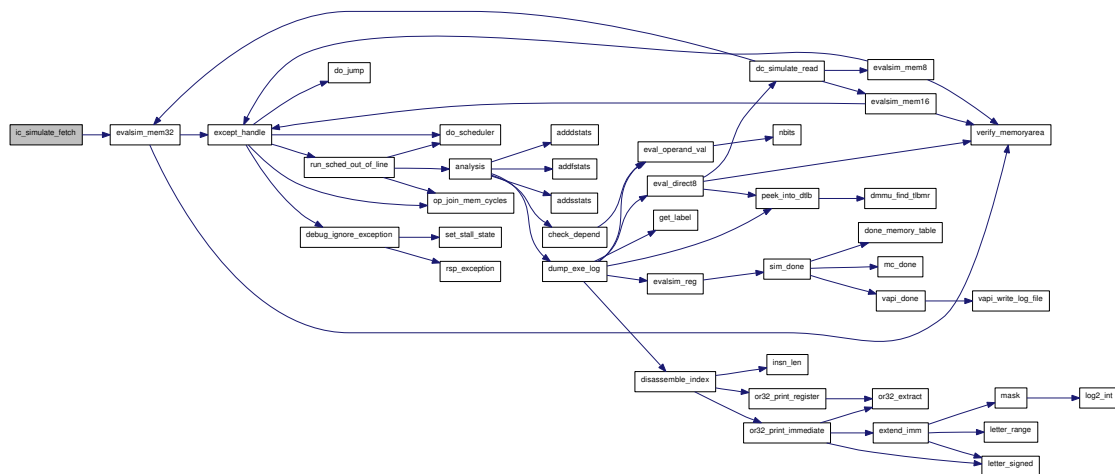 ic_simulate_fetch
evalsim_mem32
except_handle
do_jump
do_scheduler
run_sched_out_of_line
op_join_mem_cycles
debug_ignore_exception
set_stall_state
rsp_exception
analysis
adddstats
addfstats
addsstats
check_depend
dump_exe_log
eval_operand_val
nbits
eval_direct8
get_label
evalsim_reg
dc_simulate_read
evalsim_mem8
evalsim_mem16
verify_memoryarea
peek_into_dtlb
dmmu_find_tlbmr
sim_done
done_memory_table
mc_done
vapi_done
vapi_write_log_file
disassemble_index
insn_len
or32_print_register
or32_print_immediate
or32_extract
extend_imm
mask
log2_int
letter_range
letter_signed